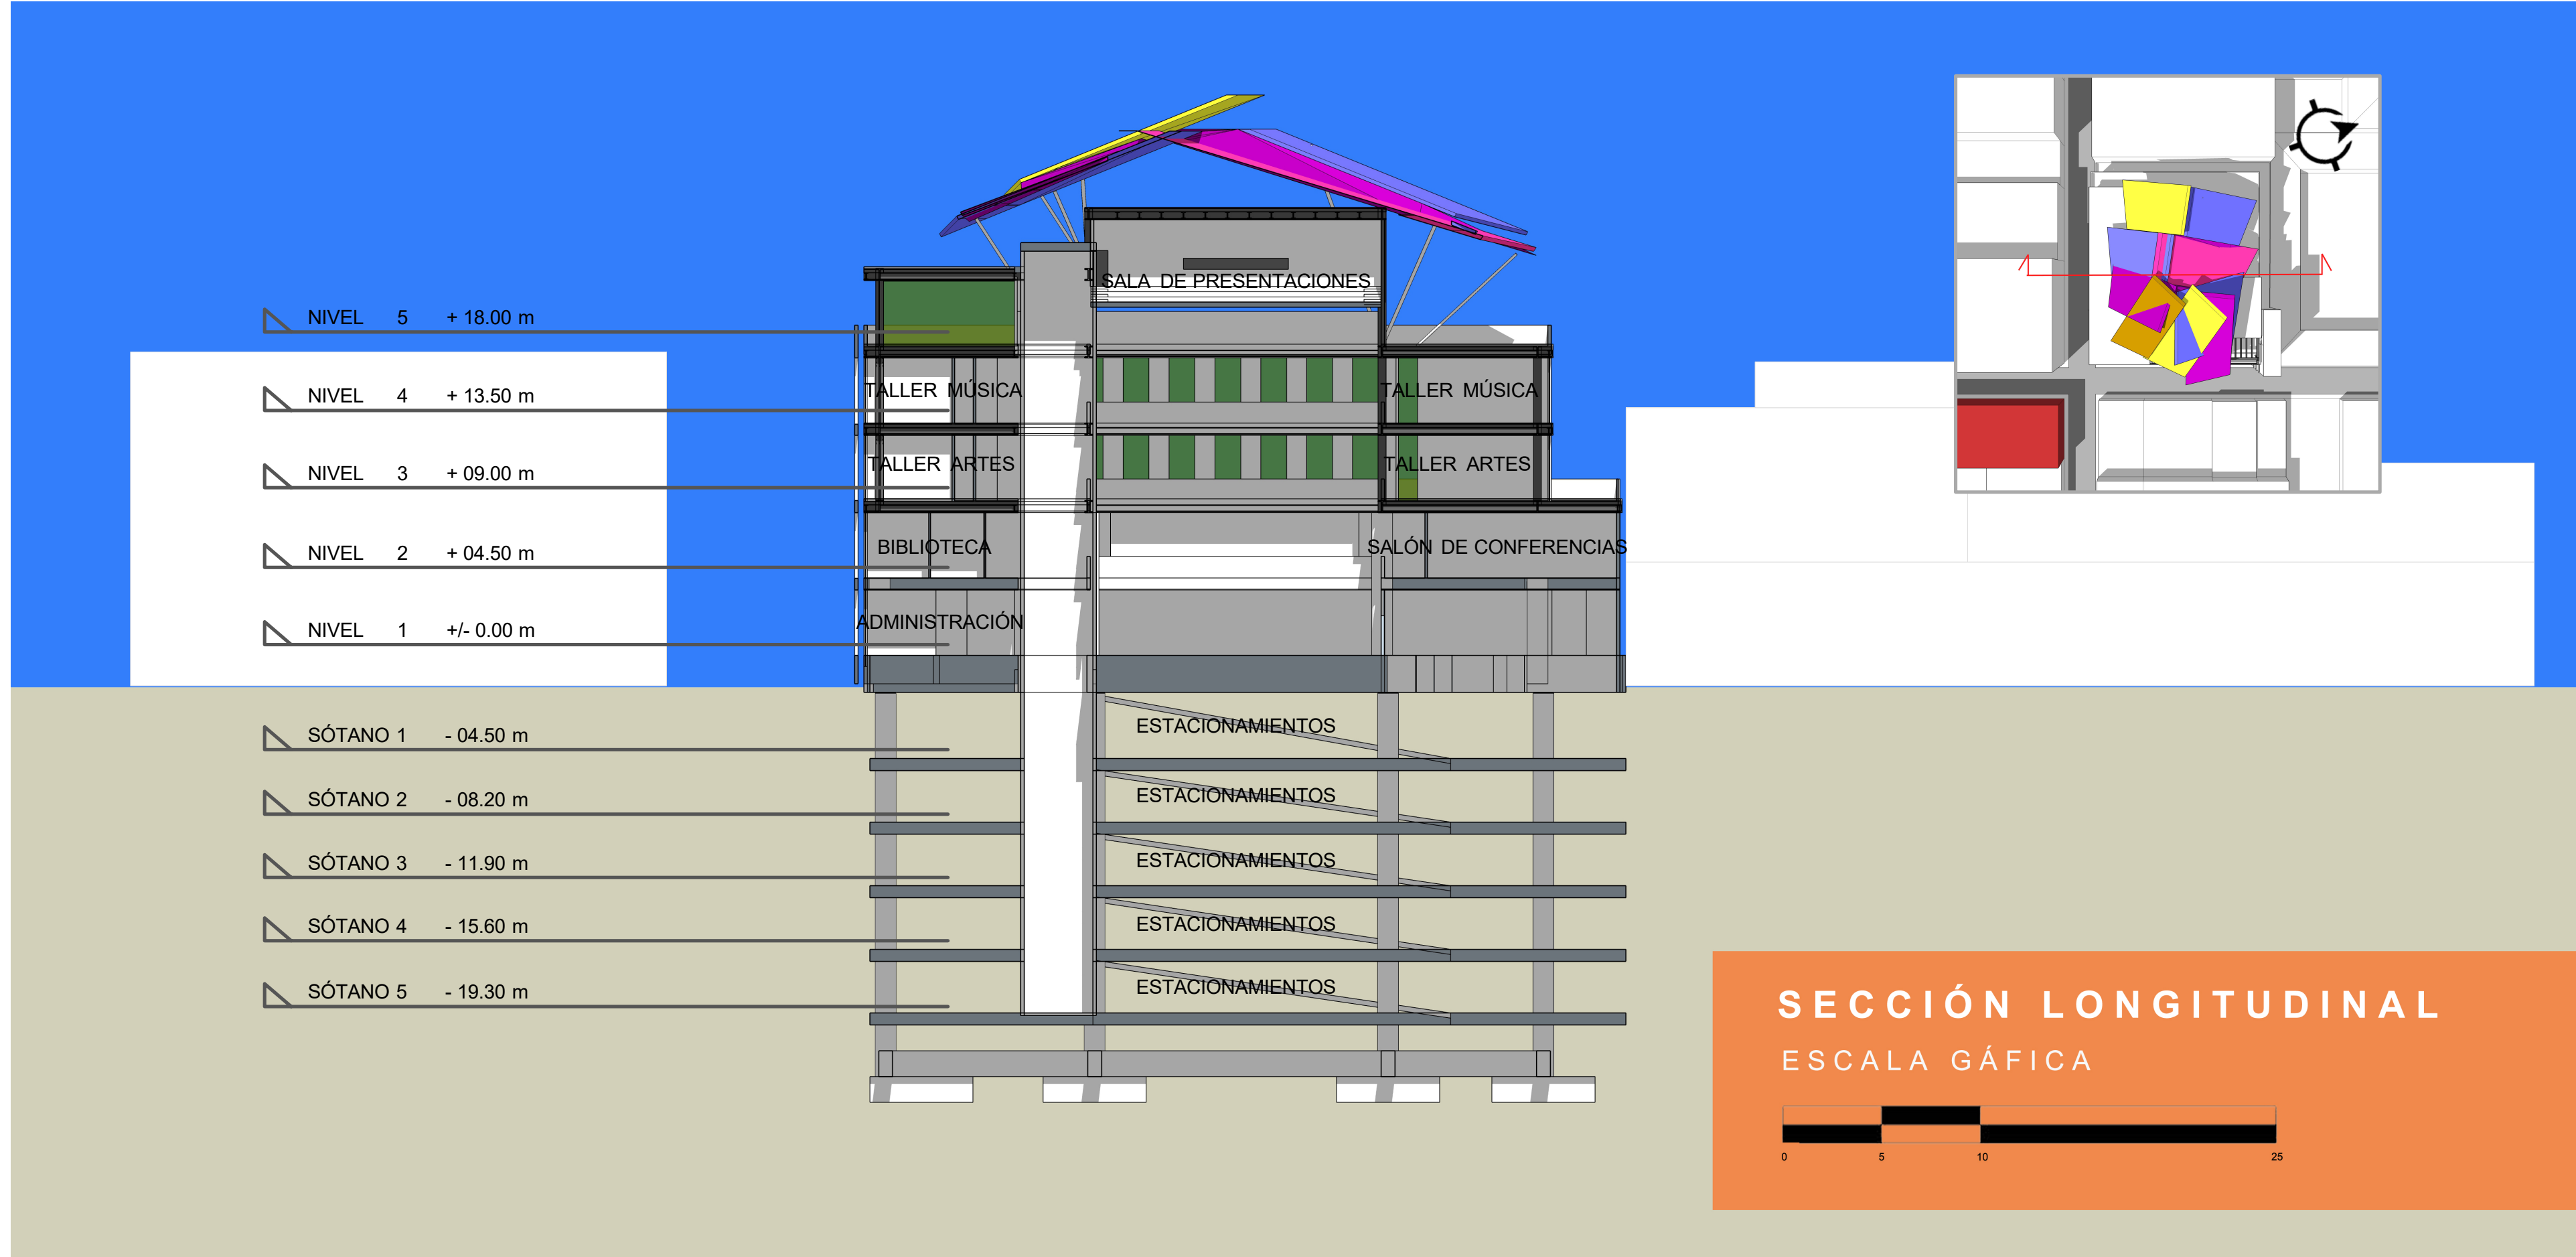 SALA DE PRESENTACIONES
NIVEL 5 + 18.00 m
NIVEL 4 + 13.50 m
TALLER MÚSICA TALLER MÚSICA
NIVEL 3 + 09.00 m
TALLER ARTES TALLER ARTES
NIVEL 2 + 04.50 m
BIBLIOTECA SALÓN DE CONFERENCIAS
NIVEL 1 +/- 0.00 m
ADMINISTRACIÓN
SÓTANO 1 - 04.50 m
ESTACIONAMIENTOS
SÓTANO 2 - 08.20 m
ESTACIONAMIENTOS
SÓTANO 3 - 11.90 m
ESTACIONAMIENTOS
SÓTANO 4 - 15.60 m
ESTACIONAMIENTOS
SÓTANO 5 - 19.30 m
ESTACIONAMIENTOS
SECCIÓN LONGITUDINAL
ESCALA GÁFICA
0 5 10 25